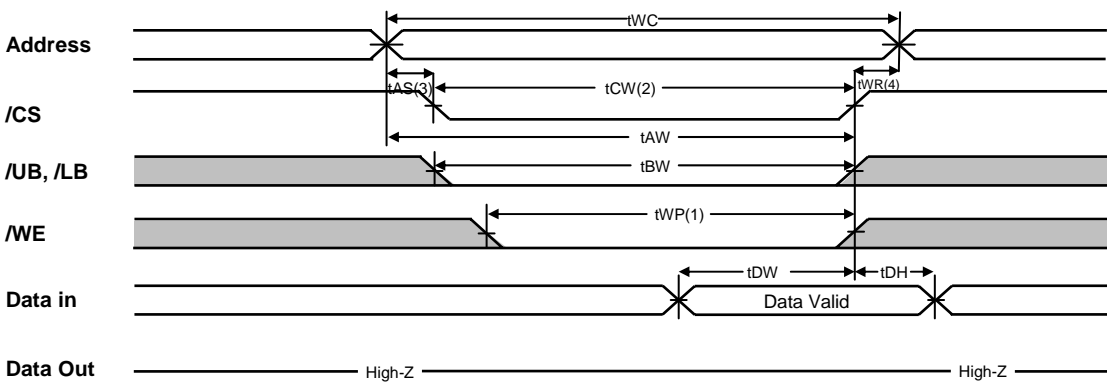 tWC
Address
tAS(3)
tCW(2)
tWR(4)
/CS
tAW
/UB, /LB
tBW
/WE
tWP(1)
tDW
tDH
Data in
Data Valid
Data Out
High-Z
High-Z